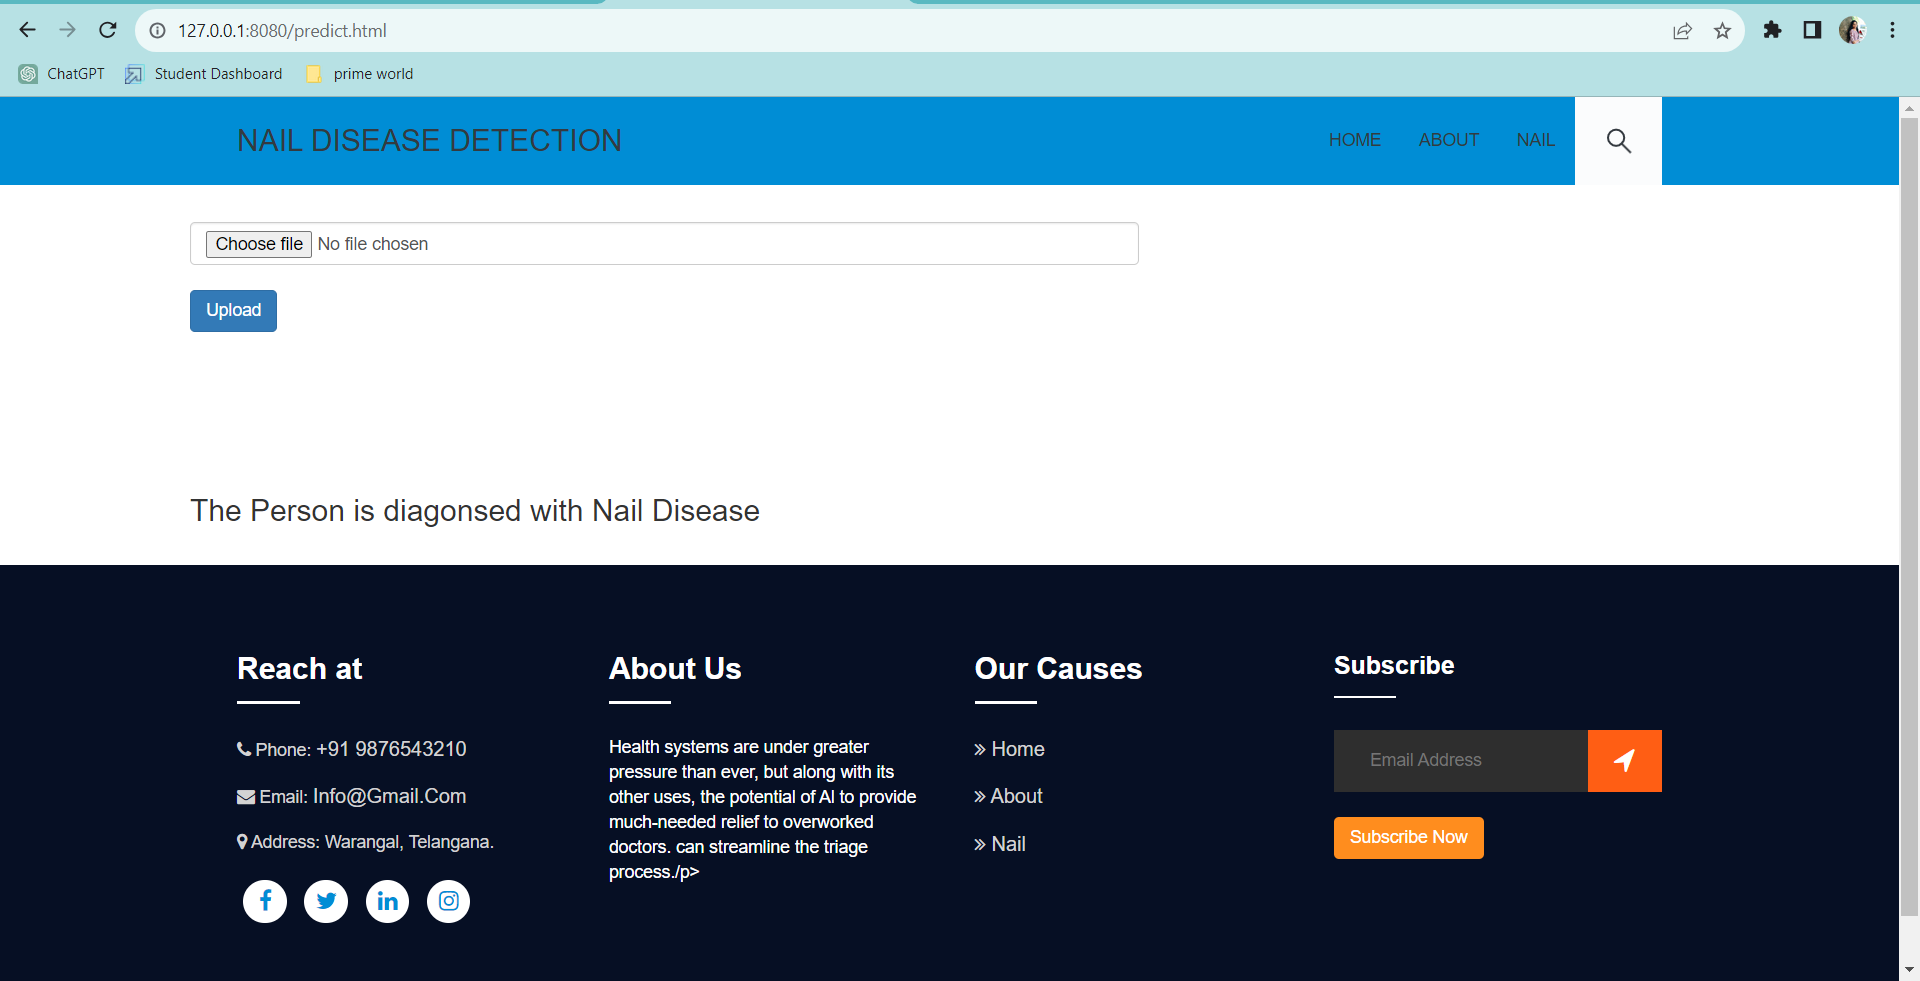 127.0.0.1:8080/predict.html
ChatGPT Student Dashboard prime world
NAIL DISEASE DETECTION HOME ABOUT NAIL
Choose file No file chosen
Upload
The Person is diagonsed with Nail Disease
Reach at
Phone: +91 9876543210
Email: Info@Gmail.Com
Address: Warangal, Telangana.
About Us
Health systems are under greater
pressure than ever, but along with its
other uses, the potential of AI to provide
much-needed relief to overworked
doctors. can streamline the triage
process./p>
Our Causes
» Home
» About
» Nail
Subscribe
Email Address
Subscribe Now